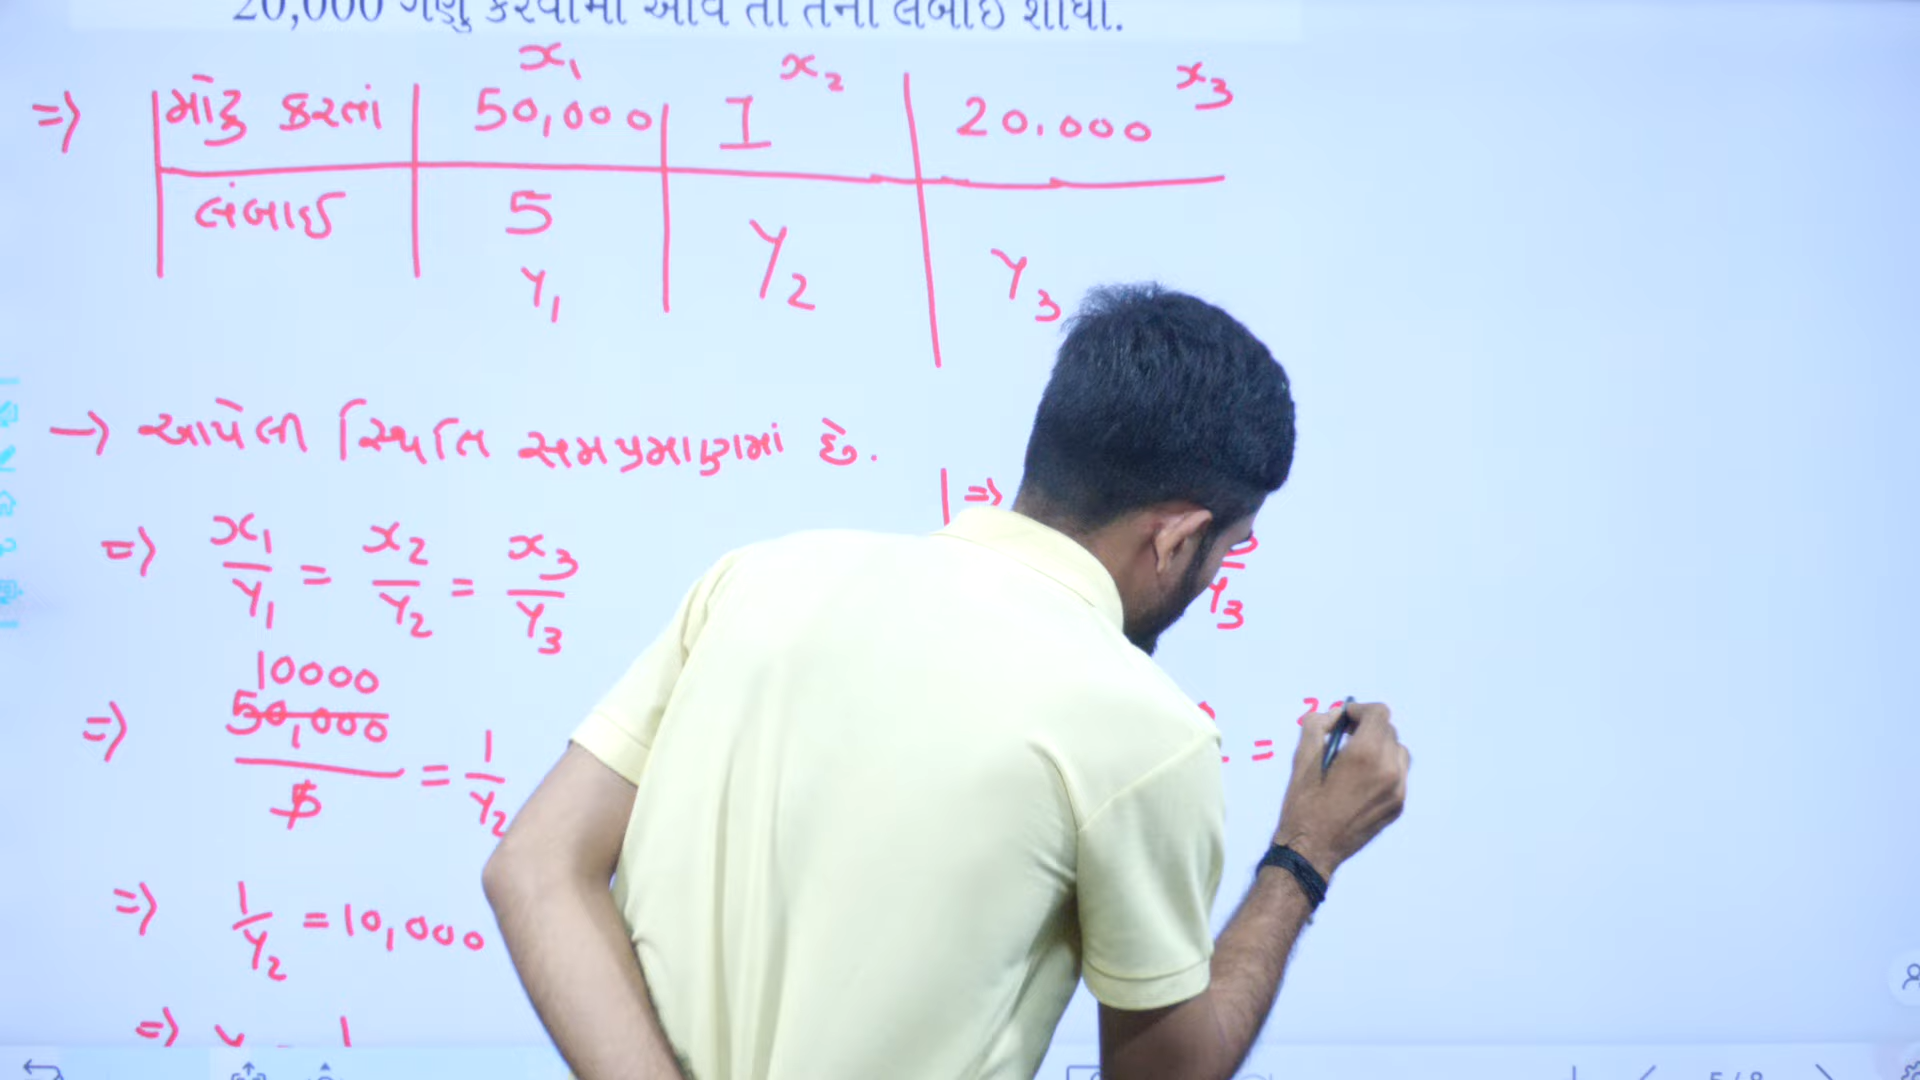 20,000 ગણું કરવામાં આવે તો તેની લંબાઈ શોધો.
x₁ x₂ x₃
=> મોટુ કરતાં 50,000 1 20.000
લંબાઈ 5 y₂ y₃
y₁
→ આપેલી સ્થિતિ સમપ્રમાણમાં છે.
=> x₁/y₁ = x₂/y₂ = x₃/y₃
10000
=> 50,000/5 = 1/y₂
=> 1/y₂ = 10,000
=>
=>
y₃
=